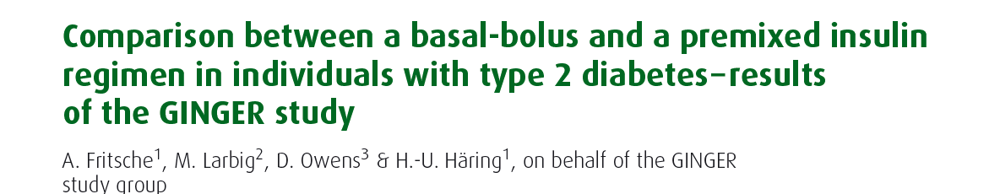 Comparison between a basal-bolus and a premixed insulin
regimen in individuals with type 2 diabetes–results
of the GINGER study
A. Fritsche1, M. Larbig2, D. Owens3 & H.-U. Häring1, on behalf of the GINGER
study group